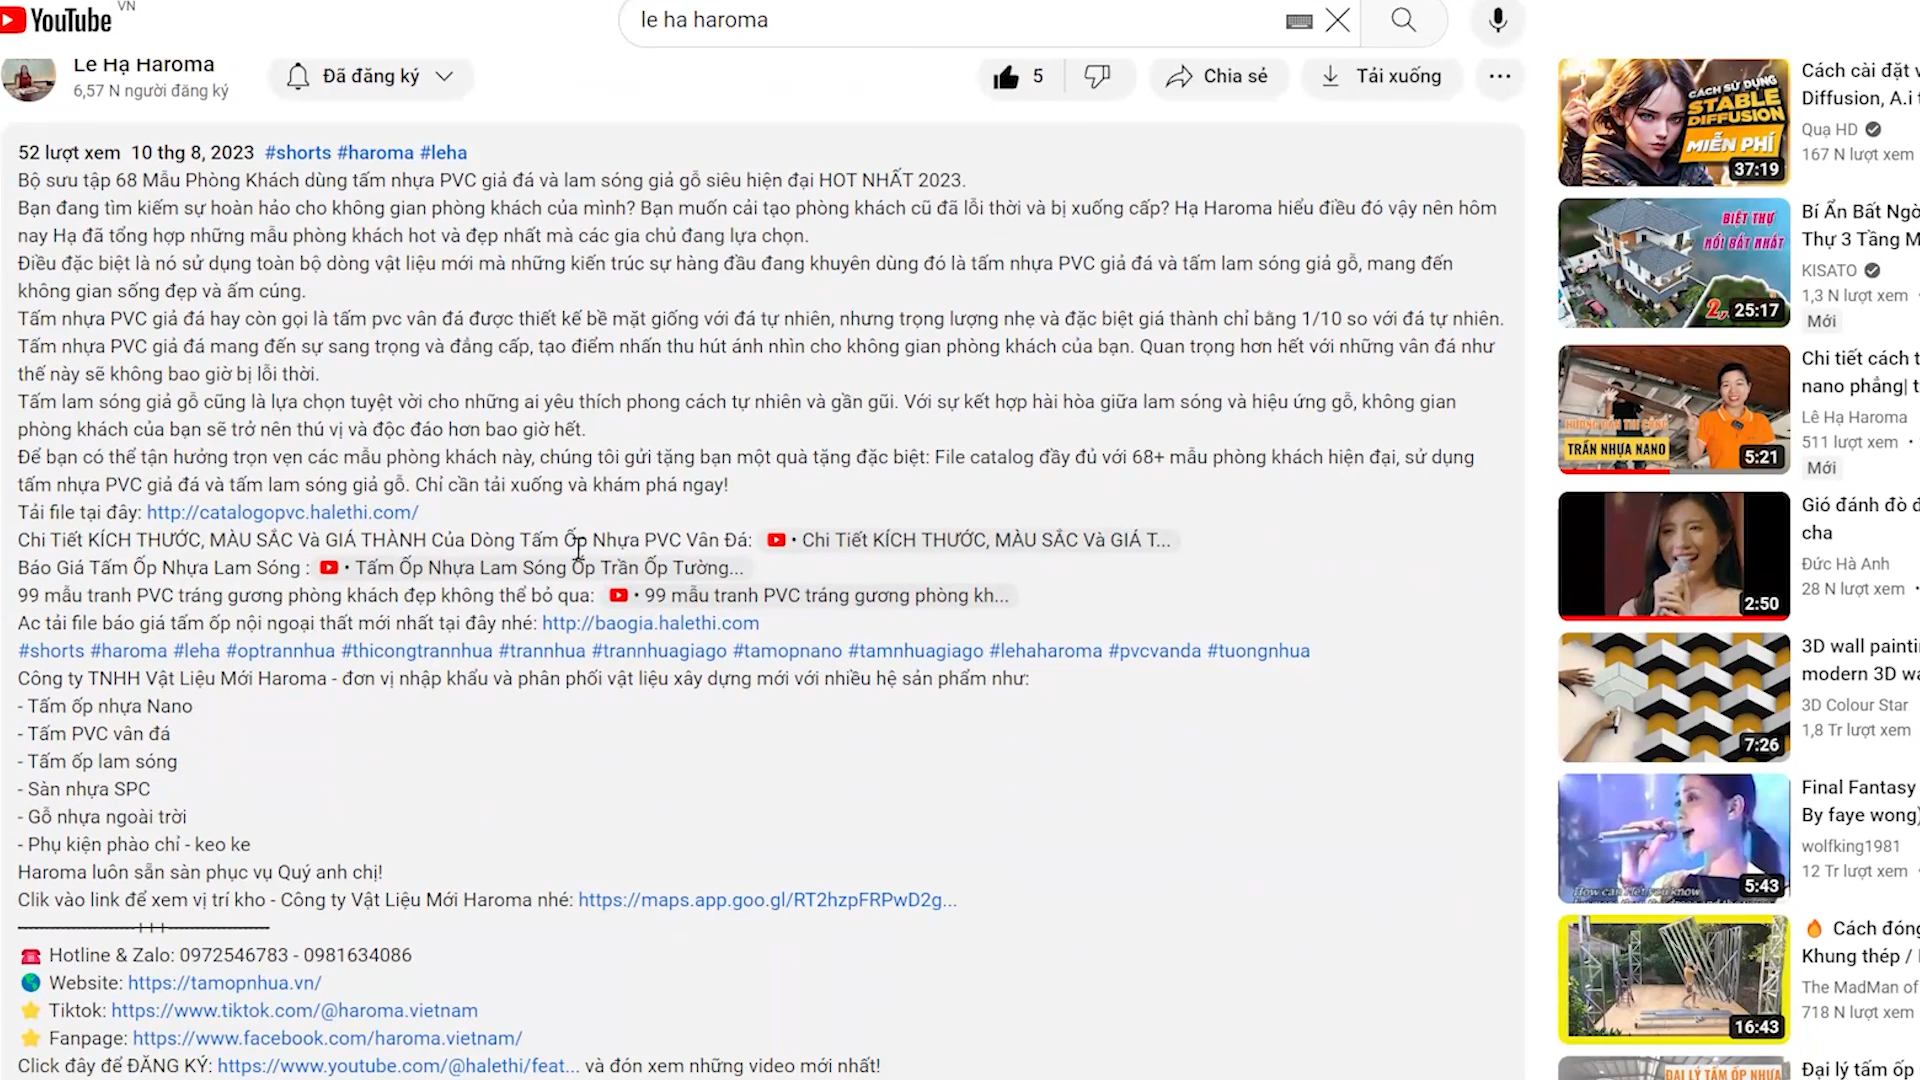 YouTube VN
le ha haroma
Le Hạ Haroma
6,57 N người đăng ký
Đã đăng ký
5
Chia sẻ
Tải xuống
52 lượt xem 10 thg 8, 2023 #shorts #haroma #leha
Bộ sưu tập 68 Mẫu Phòng Khách dùng tấm nhựa PVC giả đá và lam sóng giả gỗ siêu hiện đại HOT NHẤT 2023.
Bạn đang tìm kiếm sự hoàn hảo cho không gian phòng khách của mình? Bạn muốn cải tạo phòng khách cũ đã lỗi thời và bị xuống cấp? Hạ Haroma hiểu điều đó vậy nên hôm
nay Hạ đã tổng hợp những mẫu phòng khách hot và đẹp nhất mà các gia chủ đang lựa chọn.
Điều đặc biệt là nó sử dụng toàn bộ dòng vật liệu mới mà những kiến trúc sự hàng đầu đang khuyên dùng đó là tấm nhựa PVC giả đá và tấm lam sóng giả gỗ, mang đến
không gian sống đẹp và ấm cúng.
Tấm nhựa PVC giả đá hay còn gọi là tấm pvc vân đá được thiết kế bề mặt giống với đá tự nhiên, nhưng trọng lượng nhẹ và đặc biệt giá thành chỉ bằng 1/10 so với đá tự nhiên.
Tấm nhựa PVC giả đá mang đến sự sang trọng và đẳng cấp, tạo điểm nhấn thu hút ánh nhìn cho không gian phòng khách của bạn. Quan trọng hơn hết với những vân đá như
thế này sẽ không bao giờ bị lỗi thời.
Tấm lam sóng giả gỗ cũng là lựa chọn tuyệt vời cho những ai yêu thích phong cách tự nhiên và gần gũi. Với sự kết hợp hài hòa giữa lam sóng và hiệu ứng gỗ, không gian
phòng khách của bạn sẽ trở nên thú vị và độc đáo hơn bao giờ hết.
Để bạn có thể tận hưởng trọn vẹn các mẫu phòng khách này, chúng tôi gửi tặng bạn một quà tặng đặc biệt: File catalog đầy đủ với 68+ mẫu phòng khách hiện đại, sử dụng
tấm nhựa PVC giả đá và tấm lam sóng giả gỗ. Chỉ cần tải xuống và khám phá ngay!
Tải file tại đây: http://catalogopvc.halethi.com/
Chi Tiết KÍCH THƯỚC, MÀU SẮC Và GIÁ THÀNH Của Dòng Tấm Ốp Nhựa PVC Vân Đá: • Chi Tiết KÍCH THƯỚC, MÀU SẮC Và GIÁ T...
Báo Giá Tấm Ốp Nhựa Lam Sóng : • Tấm Ốp Nhựa Lam Sóng Ốp Trần Ốp Tường...
99 mẫu tranh PVC tráng gương phòng khách đẹp không thể bỏ qua: • 99 mẫu tranh PVC tráng gương phòng kh...
Ac tải file báo giá tấm ốp nội ngoại thất mới nhất tại đây nhé: http://baogia.halethi.com
#shorts #haroma #leha #optrannhua #thicongtrannhua #trannhua #trannhuagiago #tamopnano #tamnhuagiago #lehaharoma #pvcvanda #tuongnhua
Công ty TNHH Vật Liệu Mới Haroma - đơn vị nhập khẩu và phân phối vật liệu xây dựng mới với nhiều hệ sản phẩm như:
- Tấm ốp nhựa Nano
- Tấm PVC vân đá
- Tấm ốp lam sóng
- Sàn nhựa SPC
- Gỗ nhựa ngoài trời
- Phụ kiện phào chỉ - keo ke
Haroma luôn sẵn sàn phục vụ Quý anh chị!
Clik vào link để xem vị trí kho - Công ty Vật Liệu Mới Haroma nhé: https://maps.app.goo.gl/RT2hzpFRPwD2g...
Hotline & Zalo: 0972546783 - 0981634086
Website: https://tamopnhua.vn/
Tiktok: https://www.tiktok.com/@haroma.vietnam
Fanpage: https://www.facebook.com/haroma.vietnam/
Click đây để ĐĂNG KÝ: https://www.youtube.com/@halethi/feat... và đón xem những video mới nhất!
CÁCH SỬ DỤNG
STABLE
DIFFUSION
MIỄN PHÍ
37:19
Cách cài đặt
Diffusion, A.i
Quạ HD
167 N lượt xem
BIỆT THỰ
NỔI BẬT NHẤT
25:17
Bí Ẩn Bất Ngờ
Thự 3 Tầng
KISATO
1,3 N lượt xem
Mới
HƯỚNG DẪN THI CÔNG
TRẦN NHỰA NANO
5:21
Chi tiết cách
nano phẳng|
Lê Hạ Haroma
511 lượt xem
Mới
2:50
Gió đánh đò
cha
Đức Hà Anh
28 N lượt xem
7:26
3D wall
modern 3D
3D Colour Star
1,8 Tr lượt xem
How can I let you know
5:43
Final Fantasy
By faye wong)
wolfking1981
12 Tr lượt xem
16:43
Cách đóng
Khung thép /
The MadMan of
718 N lượt xem
ĐẠI LÝ TẤM ỐP NHỰA
Đại lý tấm ốp